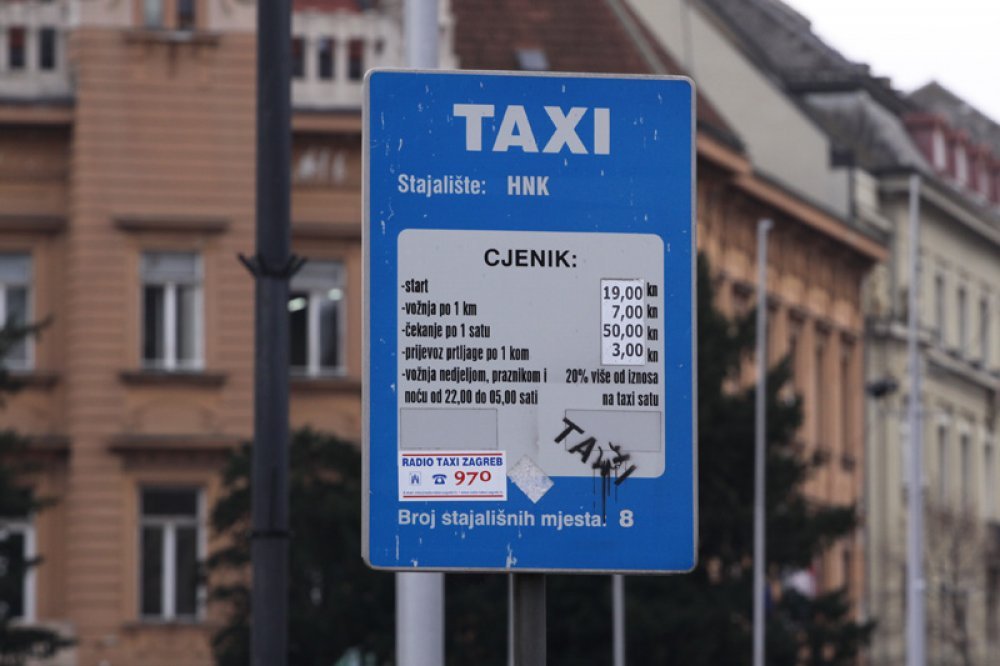 TAXI
Stajalište: HNK
CJENIK:
-start 19,00 kn
-vožnja po 1 km 7,00 kn
-čekanje po 1 satu 50,00 kn
-prijevoz prtljage po 1 kom 3,00 kn
-vožnja nedjeljom, praznikom i 20% više od iznosa
noću od 22,00 do 05,00 sati na taxi satu
RADIO TAXI ZAGREB
☎ 970
Broj stajališnih mjesta: 8